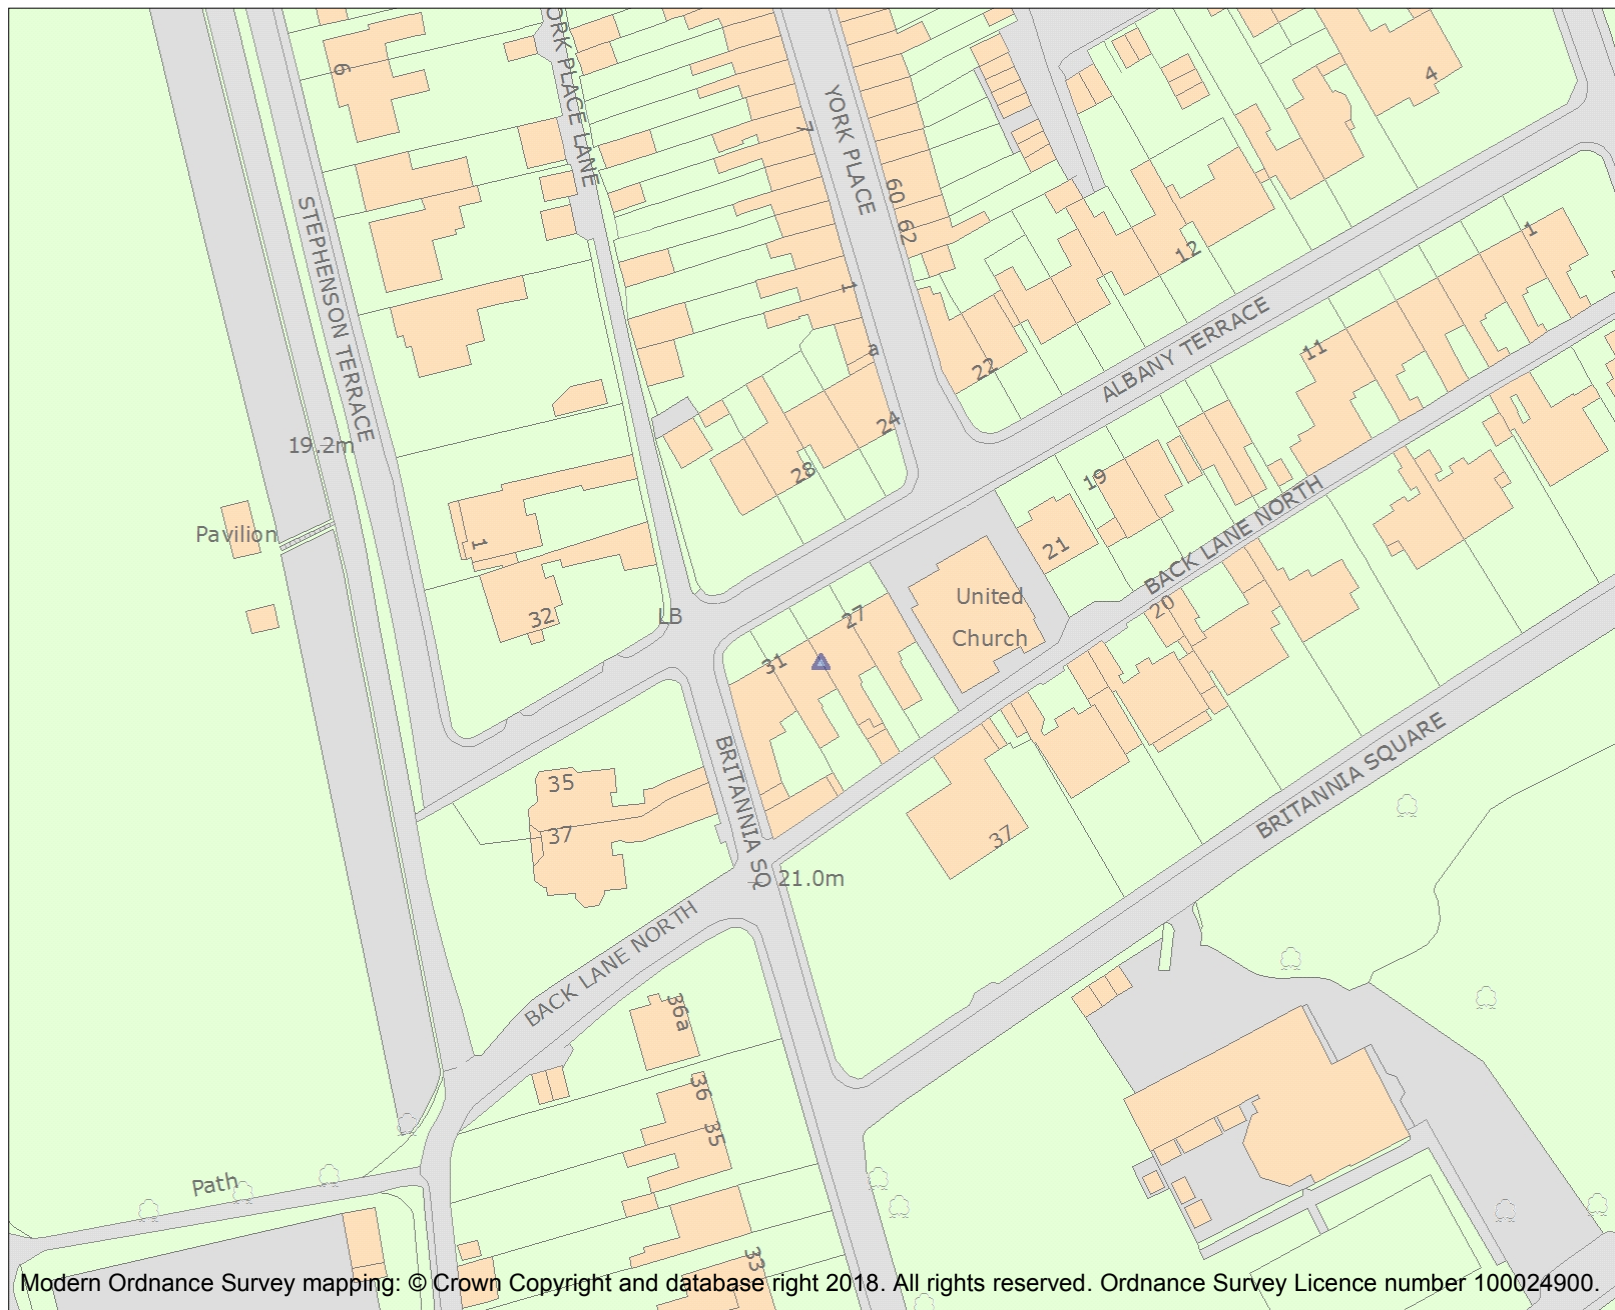 ORK PLACE LANE
6
YORK PLACE
7
4
60
62
STEPHENSON TERRACE
12
1
1
a
22
ALBANY TERRACE
11
19.2m
24
28
19
Pavilion
1
21
BACK LANE NORTH
32
LB
United
Church
20
27
31
35
37
BRITANNIA SQ
37
BRITANNIA SQUARE
21.0m
BACK LANE NORTH
36a
36
35
Path
33
Modern Ordnance Survey mapping: © Crown Copyright and database right 2018. All rights reserved. Ordnance Survey Licence number 100024900.